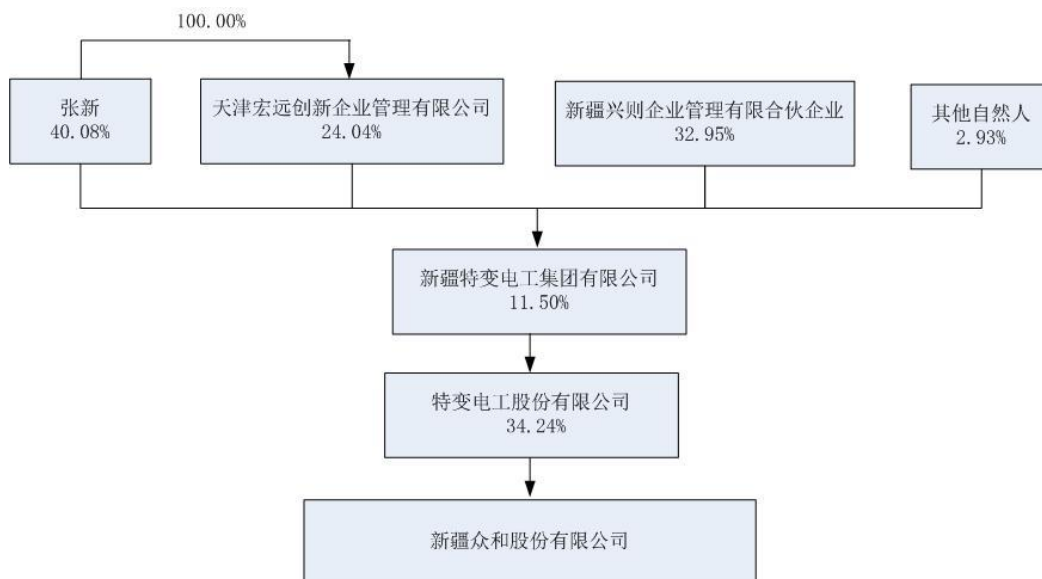 100.00%
张新
40.08%
天津宏远创新企业管理有限公司
24.04%
新疆兴则企业管理有限合伙企业
32.95%
其他自然人
2.93%
新疆特变电工集团有限公司
11.50%
特变电工股份有限公司
34.24%
新疆众和股份有限公司